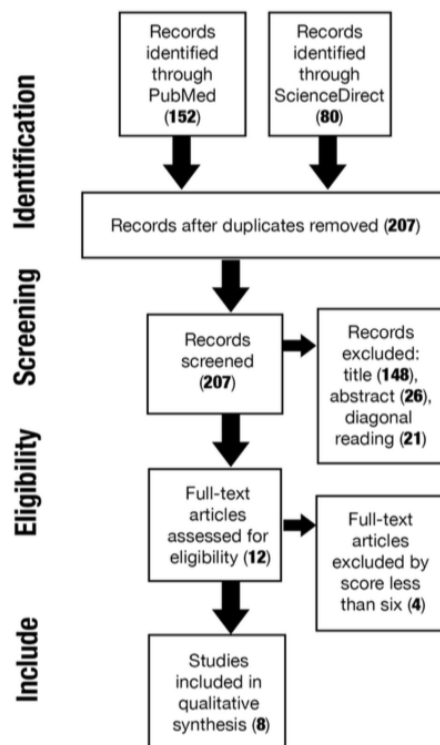 Identification
Records
identified
through
PubMed
(152)
Records
identified
through
ScienceDirect
(80)
Records after duplicates removed (207)
Screening
Records
screened
(207)
Records
excluded:
title (148),
abstract (26),
diagonal
reading (21)
Eligibility
Full-text
articles
assessed for
eligibility (12)
Full-text
articles
excluded by
score less
than six (4)
Include
Studies
included in
qualitative
synthesis (8)